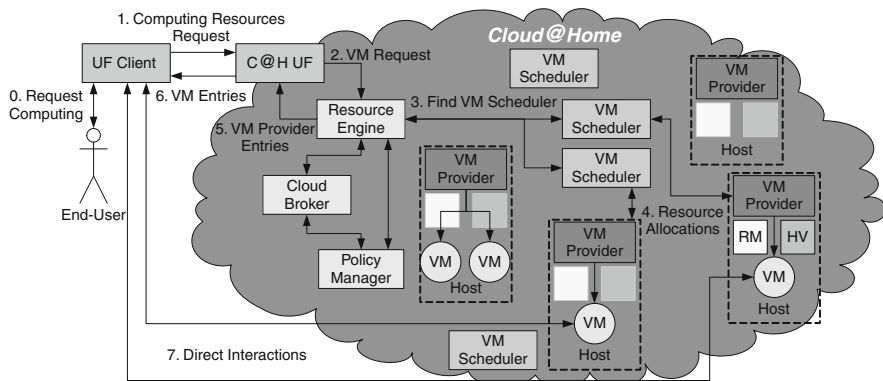 1. Computing Resources
Request
Cloud@Home
UF Client
C@H UF
2. VM Request
VM
Scheduler
VM
Provider
Host
0. Request
Computing
6. VM Entries
Resource
Engine
3. Find VM Scheduler
VM
Scheduler
5. VM Provider
Entries
VM
Scheduler
VM
Provider
VM
VM
Host
End-User
Cloud
Broker
Policy
Manager
4. Resource
Allocations
VM
Provider
RM
HV
VM
Host
VM
Provider
VM
Host
7. Direct Interactions
VM
Scheduler